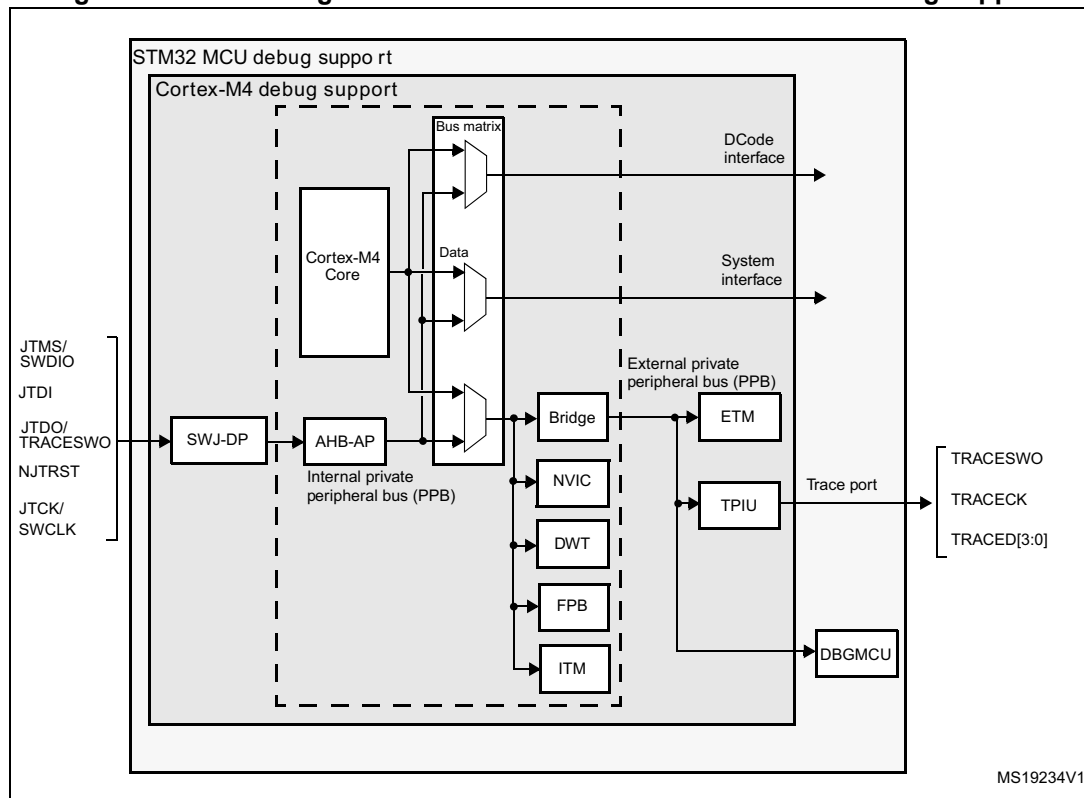 STM32 MCU debug suppo rt
Cortex-M4 debug support
Bus matrix
DCode
interface
Cortex-M4
Core
Data
System
interface
JTMS/
SWDIO
JTDI
JTDO/
TRACESWO
NJTRST
JTCK/
SWCLK
SWJ-DP
AHB-AP
Internal private
peripheral bus (PPB)
External private
peripheral bus (PPB)
Bridge
NVIC
DWT
FPB
ITM
ETM
TPIU
Trace port
TRACESWO
TRACECK
TRACED[3:0]
DBGMCU
MS19234V1